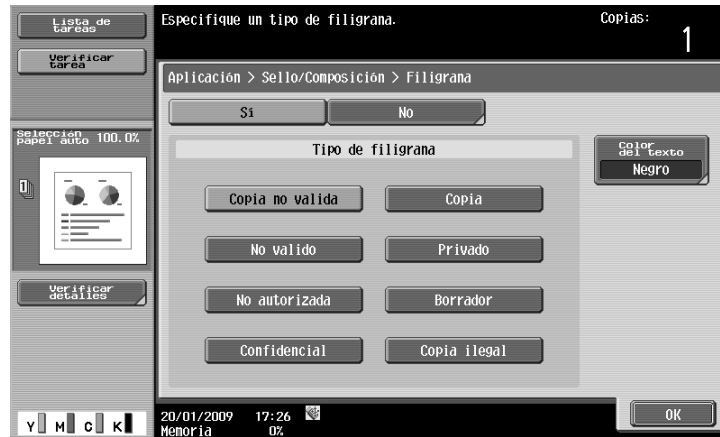 Lista de
tareas
Especifique un tipo de filigrana.
Copias:
1
Verificar
tarea
Aplicación > Sello/Composición > Filigrana
Sí
No
Selección
papel auto 100.0%
Tipo de filigrana
Color
del texto
Negro
1
Copia no valida
Copia
No valido
Privado
Verificar
detalles
No autorizada
Borrador
Confidencial
Copia ilegal
Y M C K
20/01/2009 17:26
Memoria 0%
OK